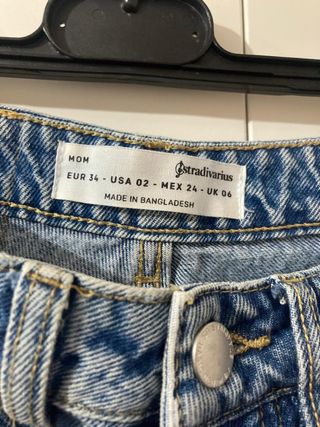 MOM
stradivarius
EUR 34 - USA 02 - MEX 24 - UK 06
MADE IN BANGLADESH